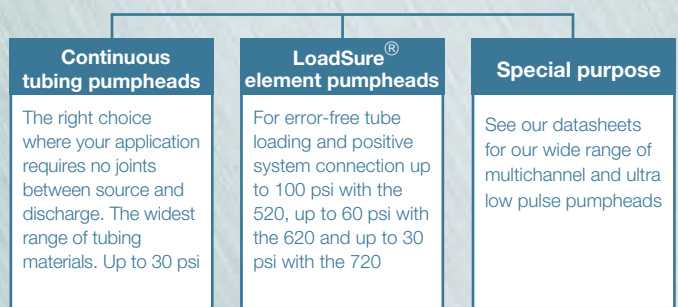 Continuous
tubing pumpheads
The right choice
where your application
requires no joints
between source and
discharge. The widest
range of tubing
materials. Up to 30 psi
LoadSure®
element pumpheads
For error-free tube
loading and positive
system connection up
to 100 psi with the
520, up to 60 psi with
the 620 and up to 30
psi with the 720
Special purpose
See our datasheets
for our wide range of
multichannel and ultra
low pulse pumpheads